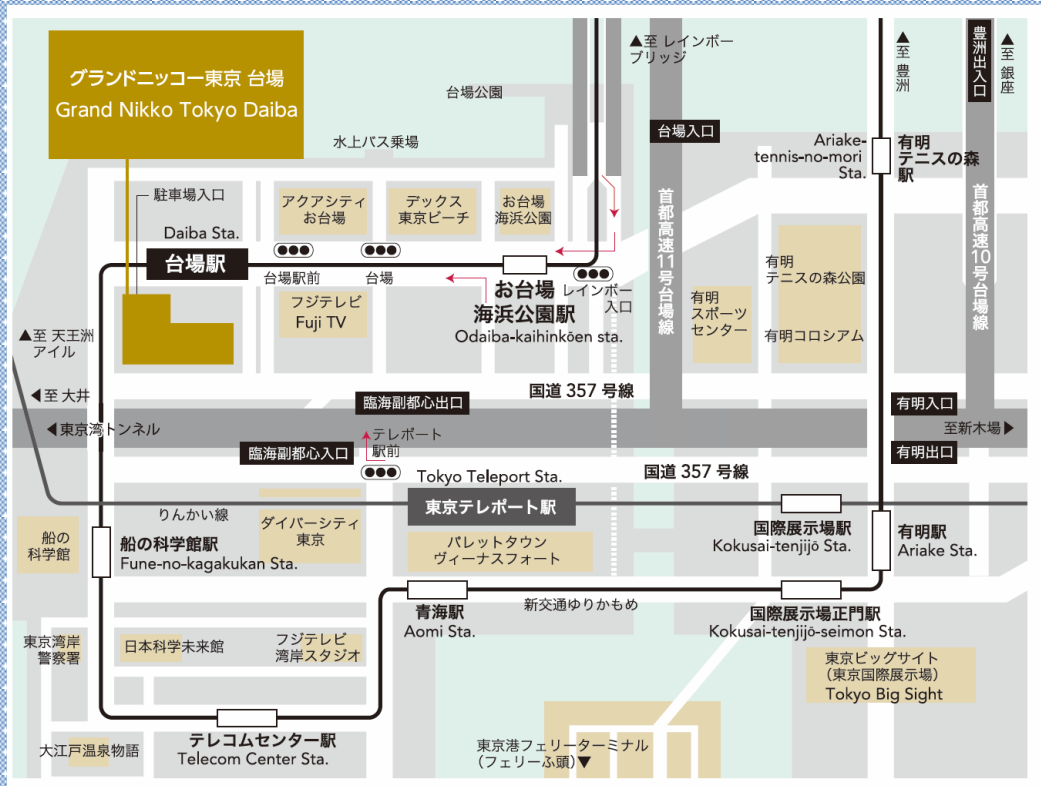 グランドニッコー東京 台場
Grand Nikko Tokyo Daiba
▲至 レインボー
ブリッジ
▲至 豊洲
豊洲出入口
▲至 銀座
台場公園
水上バス乗場
台場入口
Ariake-
tennis-no-mori
Sta.
有明
テニスの森
駅
駐車場入口
アクアシティ
お台場
デックス
東京ビーチ
お台場
海浜公園
首都高速11号台場線
首都高速10号台場線
Daiba Sta.
台場駅
台場駅前
台場
お台場
海浜公園駅
Odaiba-kaihinkōen sta.
レインボー
入口
フジテレビ
Fuji TV
有明
スポーツ
センター
有明
テニスの森公園
有明コロシアム
▲至 天王洲
アイル
◀至 大井
国道 357 号線
臨海副都心出口
有明入口
◀東京湾トンネル
テレポート
駅前
至新木場▶
臨海副都心入口
有明出口
国道 357 号線
Tokyo Teleport Sta.
東京テレポート駅
りんかい線
船の
科学館
船の科学館駅
Fune-no-kagakukan Sta.
ダイバーシティ
東京
パレットタウン
ヴィーナスフォート
国際展示場駅
Kokusai-tenjijō Sta.
有明駅
Ariake Sta.
青海駅
Aomi Sta.
新交通ゆりかもめ
国際展示場正門駅
Kokusai-tenjijō-seimon Sta.
東京湾岸
警察署
日本科学未来館
フジテレビ
湾岸スタジオ
東京ビッグサイト
(東京国際展示場)
Tokyo Big Sight
テレコムセンター駅
Telecom Center Sta.
大江戸温泉物語
東京港フェリーターミナル
(フェリーふ頭)▼